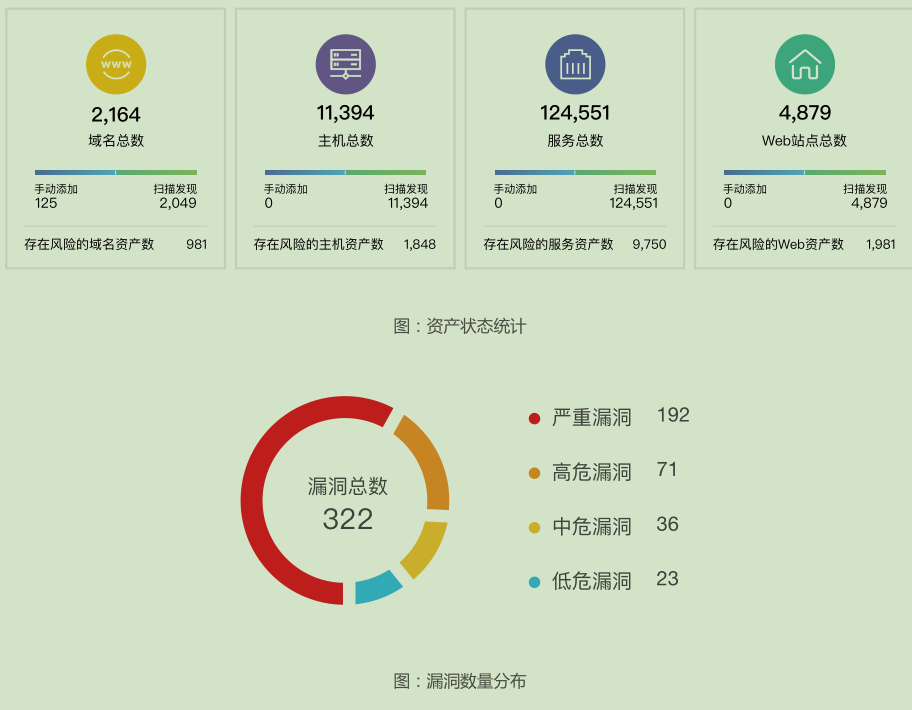 www
2,164
域名总数
手动添加 扫描发现
125 2,049
存在风险的域名资产数 981
11,394
主机总数
手动添加 扫描发现
0 11,394
存在风险的主机资产数 1,848
124,551
服务总数
手动添加 扫描发现
0 124,551
存在风险的服务资产数 9,750
4,879
Web站点总数
手动添加 扫描发现
0 4,879
存在风险的Web资产数 1,981
图：资产状态统计
漏洞总数
322
严重漏洞 192
高危漏洞 71
中危漏洞 36
低危漏洞 23
图：漏洞数量分布